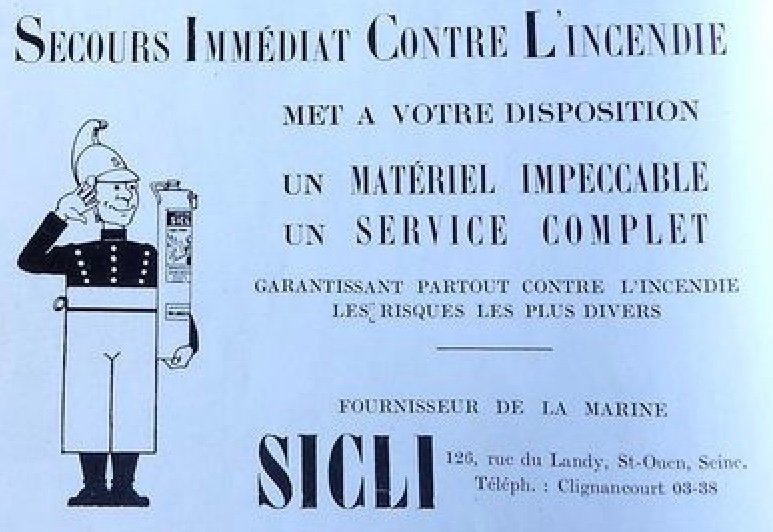 SECOURS IMMÉDIAT CONTRE L'INCENDIE
MET A VOTRE DISPOSITION
UN MATÉRIEL IMPECCABLE
UN SERVICE COMPLET
GARANTISSANT PARTOUT CONTRE L'INCENDIE
LES RISQUES LES PLUS DIVERS
FOURNISSEUR DE LA MARINE
SICLI
126, rue du Landy, St-Ouen, Seine.
Téléph. : Clignancourt 03-38